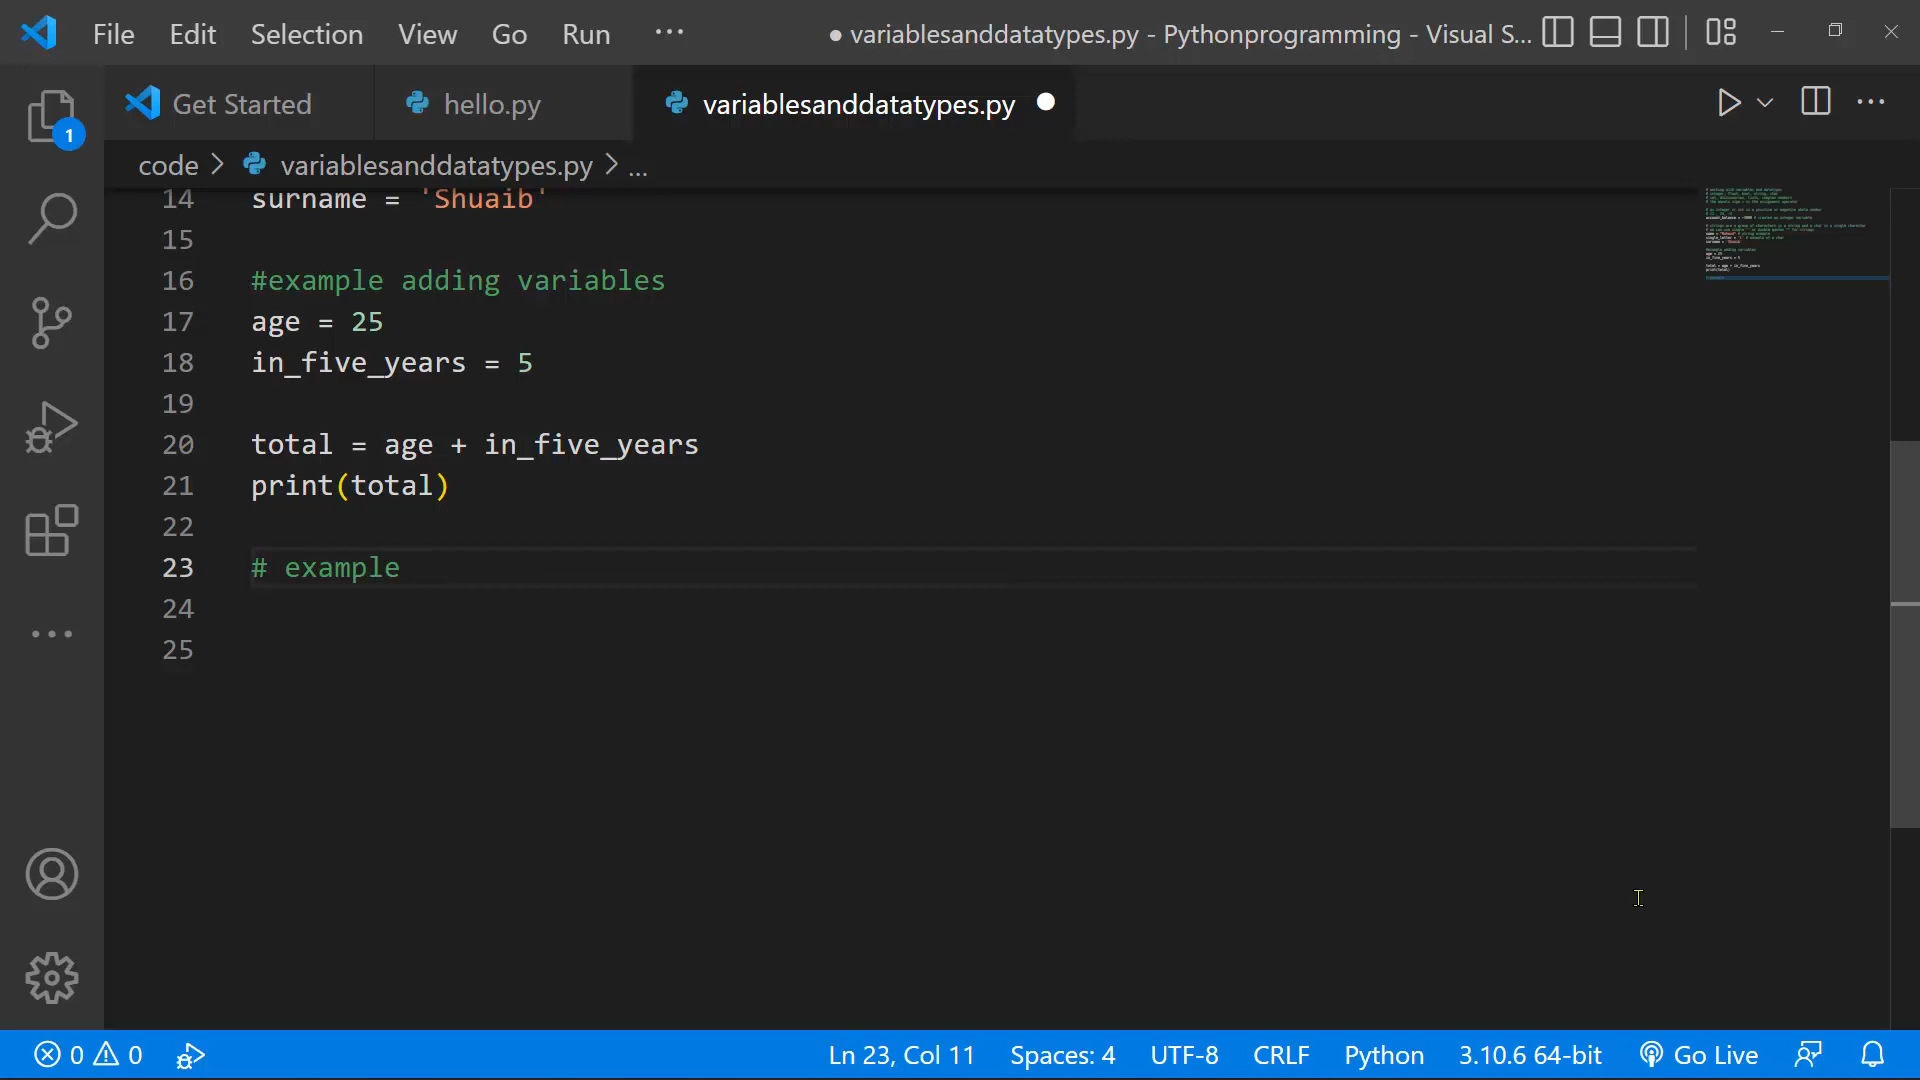 File Edit Selection View Go Run ··· ● variablesanddatatypes.py - Pythonprogramming - Visual S...
Get Started hello.py variablesanddatatypes.py
code > variablesanddatatypes.py > ...
14 surname = 'Shuaib'
15
16 #example adding variables
17 age = 25
18 in_five_years = 5
19
20 total = age + in_five_years
21 print(total)
22
23 # example
24
25
1
0 0 Ln 23, Col 11 Spaces: 4 UTF-8 CRLF Python 3.10.6 64-bit Go Live